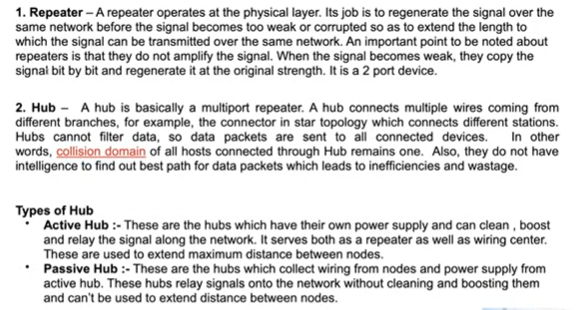 1. Repeater – A repeater operates at the physical layer. Its job is to regenerate the signal over the
same network before the signal becomes too weak or corrupted so as to extend the length to
which the signal can be transmitted over the same network. An important point to be noted about
repeaters is that they do not amplify the signal. When the signal becomes weak, they copy the
signal bit by bit and regenerate it at the original strength. It is a 2 port device.
2. Hub – A hub is basically a multiport repeater. A hub connects multiple wires coming from
different branches, for example, the connector in star topology which connects different stations.
Hubs cannot filter data, so data packets are sent to all connected devices. In other
words, collision domain of all hosts connected through Hub remains one. Also, they do not have
intelligence to find out best path for data packets which leads to inefficiencies and wastage.
Types of Hub
• Active Hub :- These are the hubs which have their own power supply and can clean , boost
and relay the signal along the network. It serves both as a repeater as well as wiring center.
These are used to extend maximum distance between nodes.
• Passive Hub :- These are the hubs which collect wiring from nodes and power supply from
active hub. These hubs relay signals onto the network without cleaning and boosting them
and can't be used to extend distance between nodes.